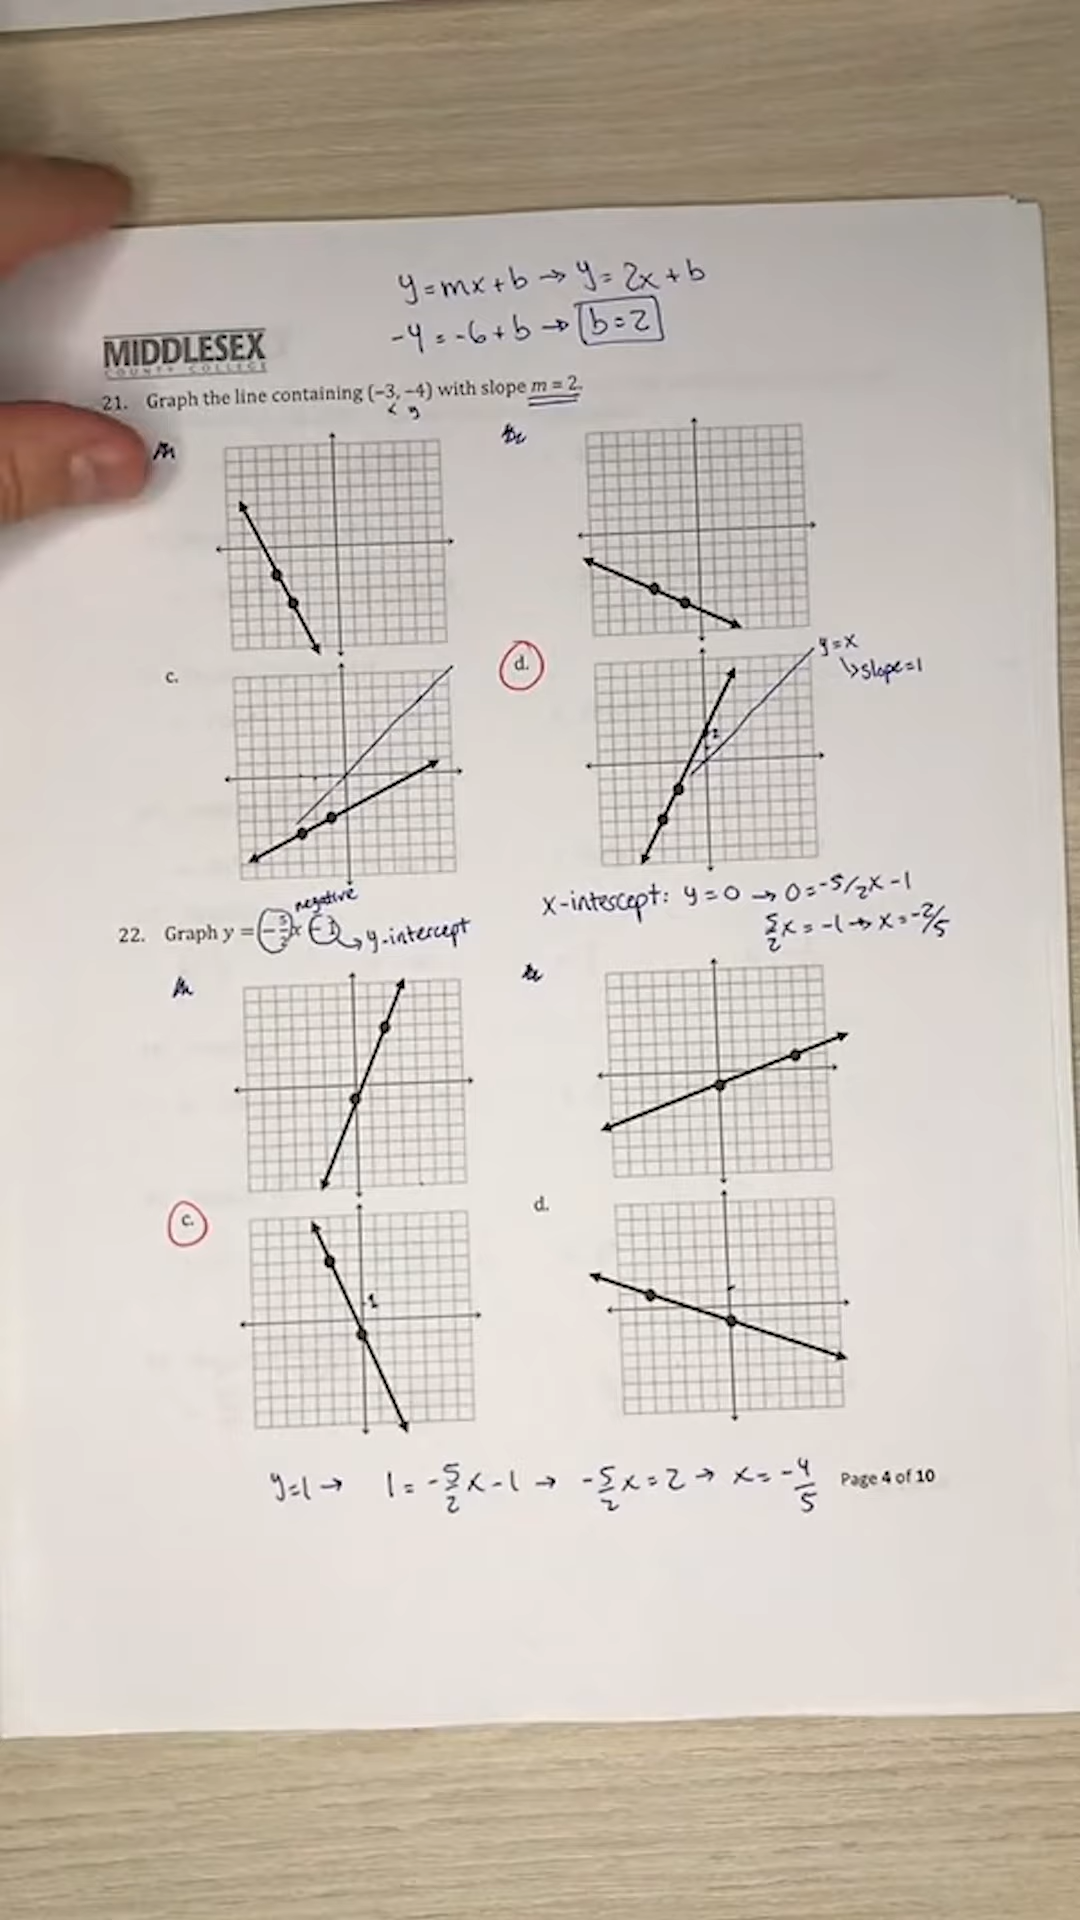 y=mx+b → y=2x+b
-4=-6+b → b=2
MIDDLESEX
COUNTY COLLEGE
21. Graph the line containing (−3, −4) with slope m = 2.
y
y=x
↳slope=1
c.
d.
2
negative
x-intercept: y=0 → 0=-5/2x-1
22. Graph y = −5/2x − 1 → y-intercept
5/2x=-1→x=-2/5
c.
d.
1
y=1 → 1=-5/2x-1 → -5/2x=2 → x=-4/5
Page 4 of 10